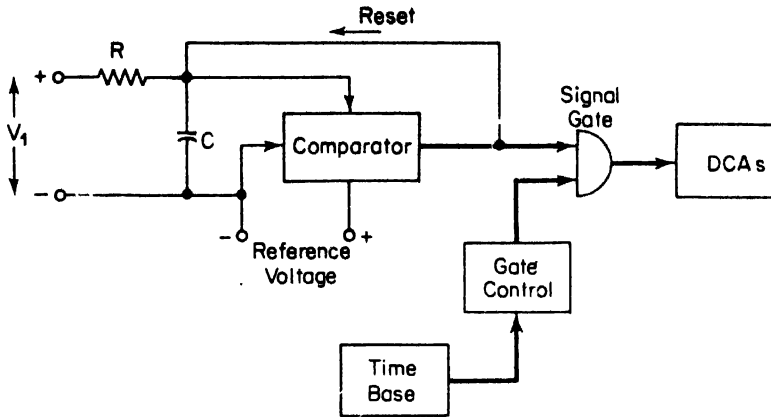 Reset
R
+
V1
C
-
Comparator
Signal
Gate
DCAs
- +
Reference
Voltage
Gate
Control
Time
Base